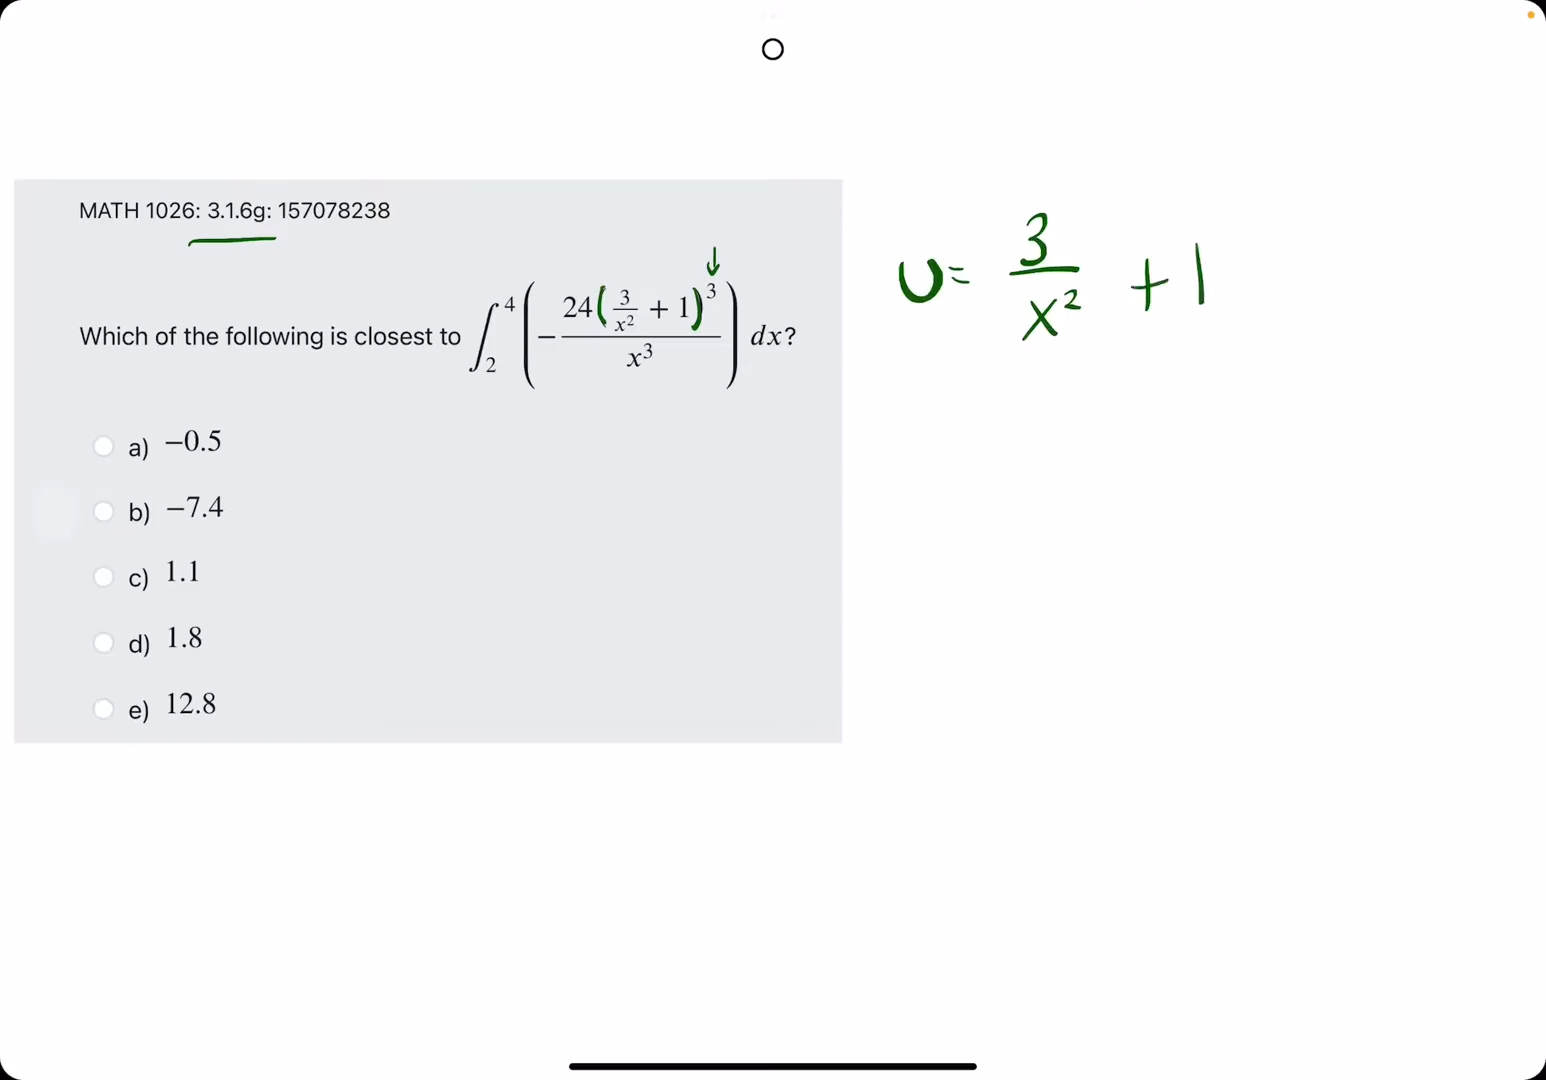 MATH 1026: 3.1.6g: 157078238
Which of the following is closest to ∫₂⁴ (− 24(3/x² + 1)³ / x³) dx?
a) −0.5
b) −7.4
c) 1.1
d) 1.8
e) 12.8
U = 3/x² + 1